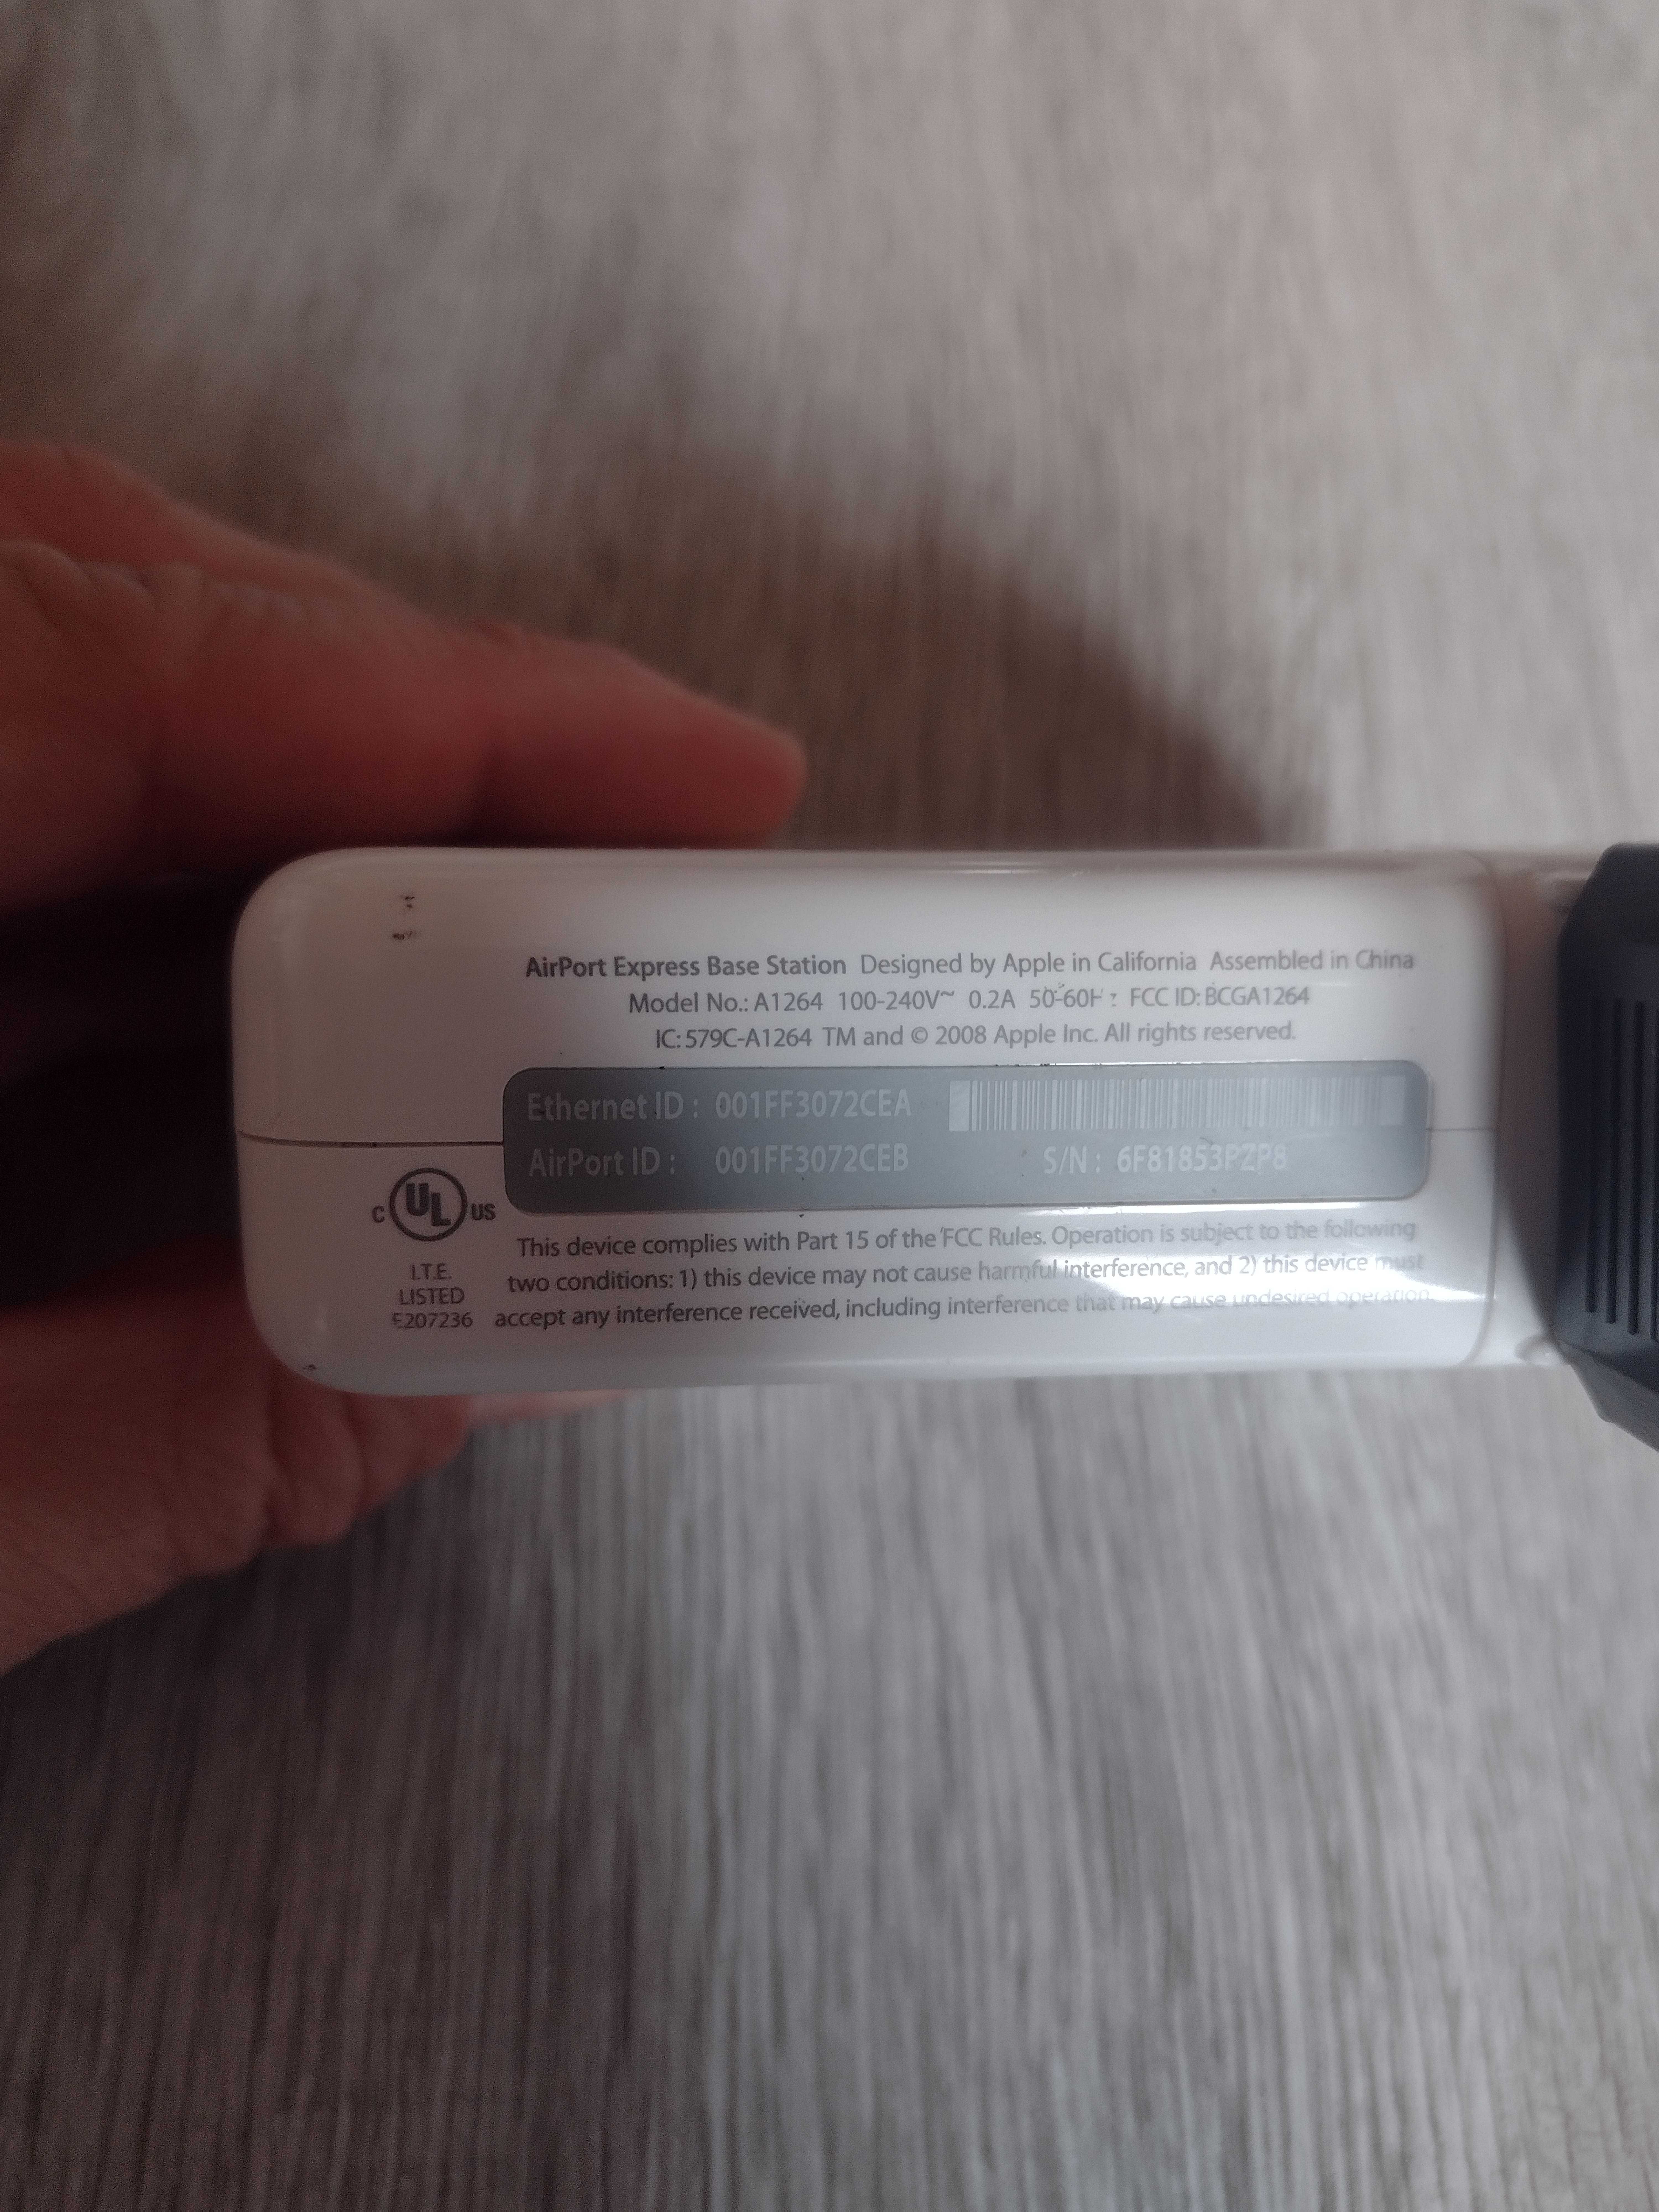 AirPort Express Base Station Designed by Apple in California Assembled in China
Model No.: A1264 100-240V~ 0.2A 50-60Hz FCC ID: BCGA1264
IC: 579C-A1264 TM and © 2008 Apple Inc. All rights reserved.
Ethernet ID : 001FF3072CEA
AirPort ID : 001FF3072CEB S/N : 6F81853PZP8
c UL US
I.T.E.
LISTED
E207236
This device complies with Part 15 of the FCC Rules. Operation is subject to the following
two conditions: 1) this device may not cause harmful interference, and 2) this device must
accept any interference received, including interference that may cause undesired operation.